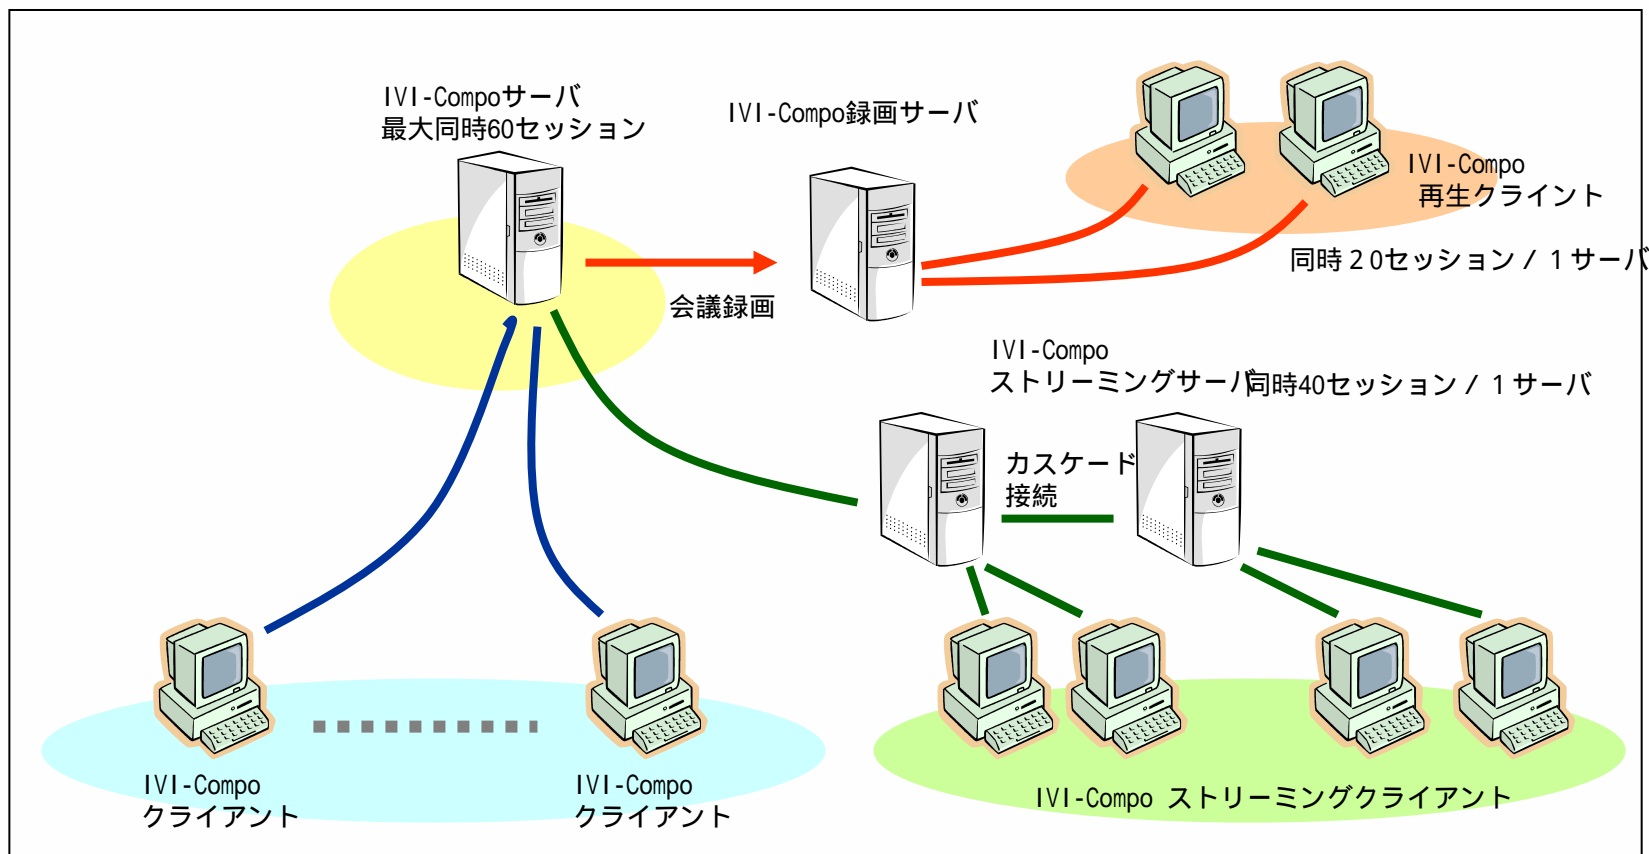 IVI-Compoサーバ
最大同時60セッション
IVI-Compo録画サーバ
IVI-Compo
再生クライント
同時２０セッション / １サーバ
会議録画
IVI-Compo
ストリーミングサーバ
同時40セッション / １サーバ
カスケード
接続
IVI-Compo
クライアント
IVI-Compo
クライアント
IVI-Compo ストリーミングクライアント